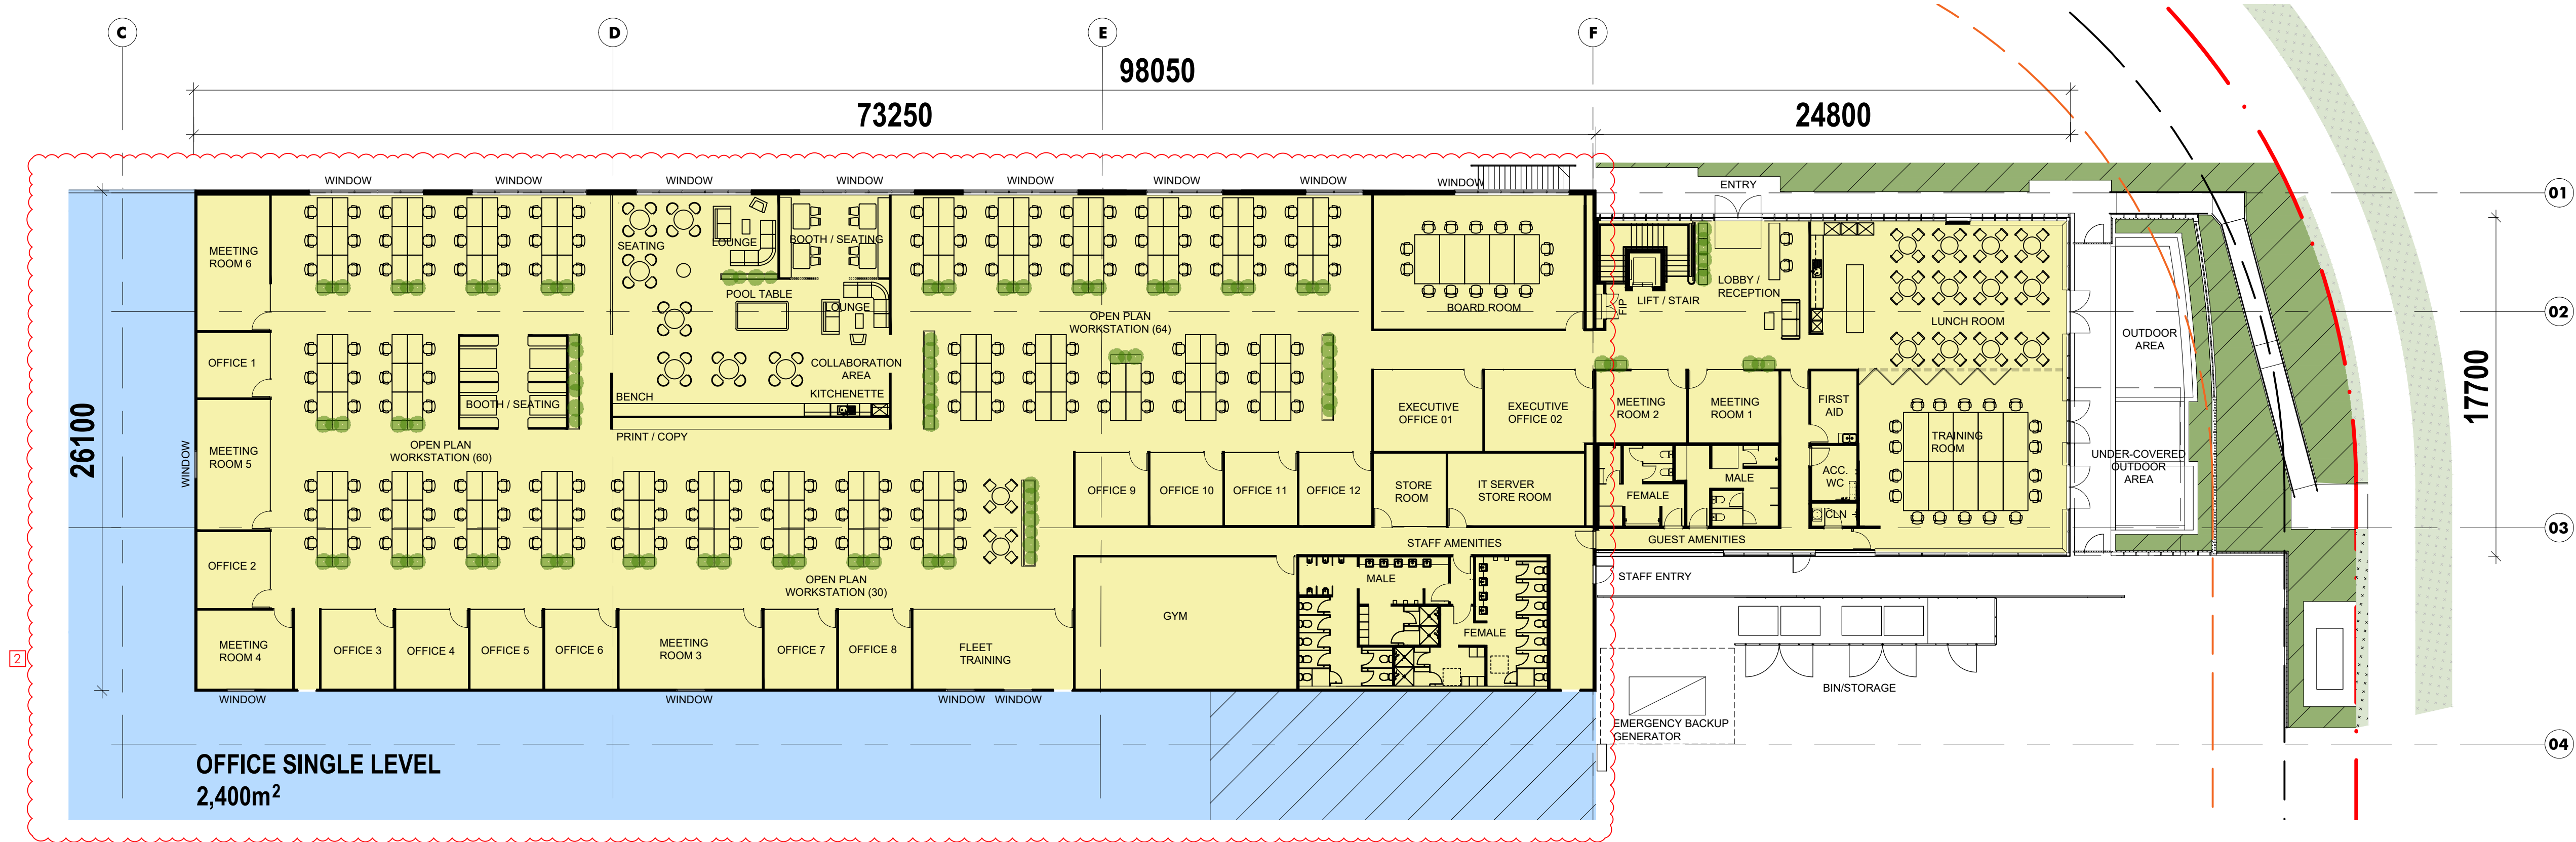 C
D
E
F
98050
73250
24800
WINDOW
WINDOW
WINDOW
WINDOW
WINDOW
WINDOW
WINDOW
WINDOW
ENTRY
01
MEETING
ROOM 6
SEATING
LOUNGE
BOOTH / SEATING
POOL TABLE
LOUNGE
OPEN PLAN
WORKSTATION (64)
BOARD ROOM
FIP
LIFT / STAIR
LOBBY /
RECEPTION
LUNCH ROOM
02
OUTDOOR
AREA
OFFICE 1
COLLABORATION
AREA
BENCH
KITCHENETTE
BOOTH / SEATING
PRINT / COPY
EXECUTIVE
OFFICE 01
EXECUTIVE
OFFICE 02
MEETING
ROOM 2
MEETING
ROOM 1
FIRST
AID
TRAINING
ROOM
17700
26100
WINDOW
MEETING
ROOM 5
OPEN PLAN
WORKSTATION (60)
UNDER-COVERED
OUTDOOR
AREA
OFFICE 9
OFFICE 10
OFFICE 11
OFFICE 12
STORE
ROOM
IT SERVER
STORE ROOM
FEMALE
MALE
ACC.
WC
CLN
03
STAFF AMENITIES
GUEST AMENITIES
OFFICE 2
OPEN PLAN
WORKSTATION (30)
MALE
STAFF ENTRY
GYM
FEMALE
2
MEETING
ROOM 4
OFFICE 3
OFFICE 4
OFFICE 5
OFFICE 6
MEETING
ROOM 3
OFFICE 7
OFFICE 8
FLEET
TRAINING
BIN/STORAGE
WINDOW
WINDOW
WINDOW
WINDOW
EMERGENCY BACKUP
GENERATOR
04
OFFICE SINGLE LEVEL
2,400m²